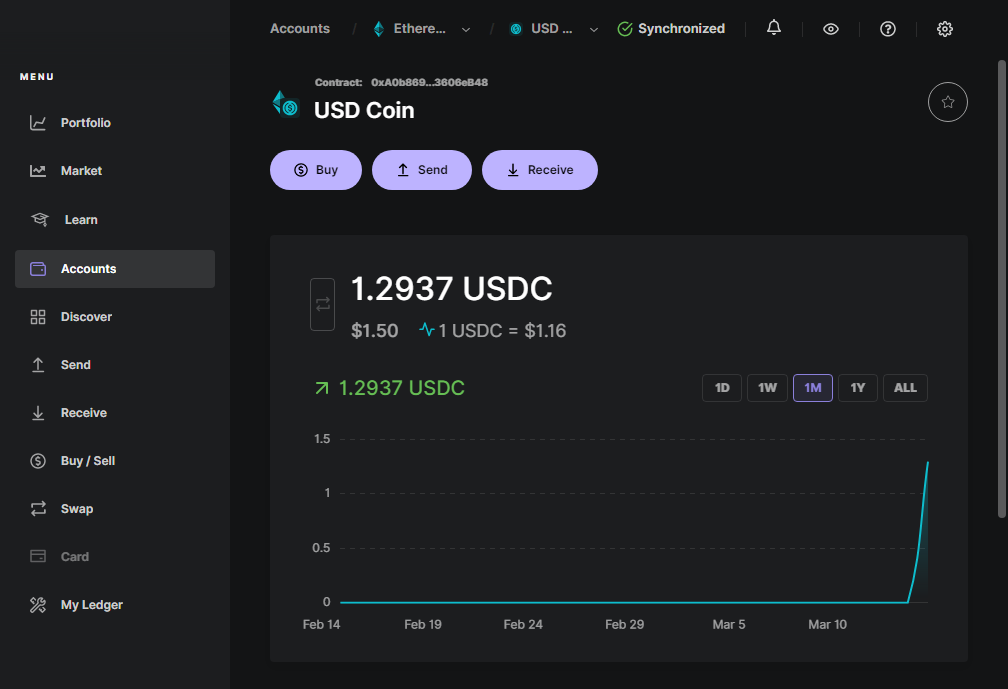 Accounts / Ethere... / USD ... Synchronized
MENU
Portfolio
Market
Learn
Accounts
Discover
Send
Receive
Buy / Sell
Swap
Card
My Ledger
Contract: 0xA0b869...3606eB48
USD Coin
Buy Send Receive
1.2937 USDC
$1.50 1 USDC = $1.16
1.2937 USDC
1D 1W 1M 1Y ALL
1.5
1
0.5
0
Feb 14 Feb 19 Feb 24 Feb 29 Mar 5 Mar 10